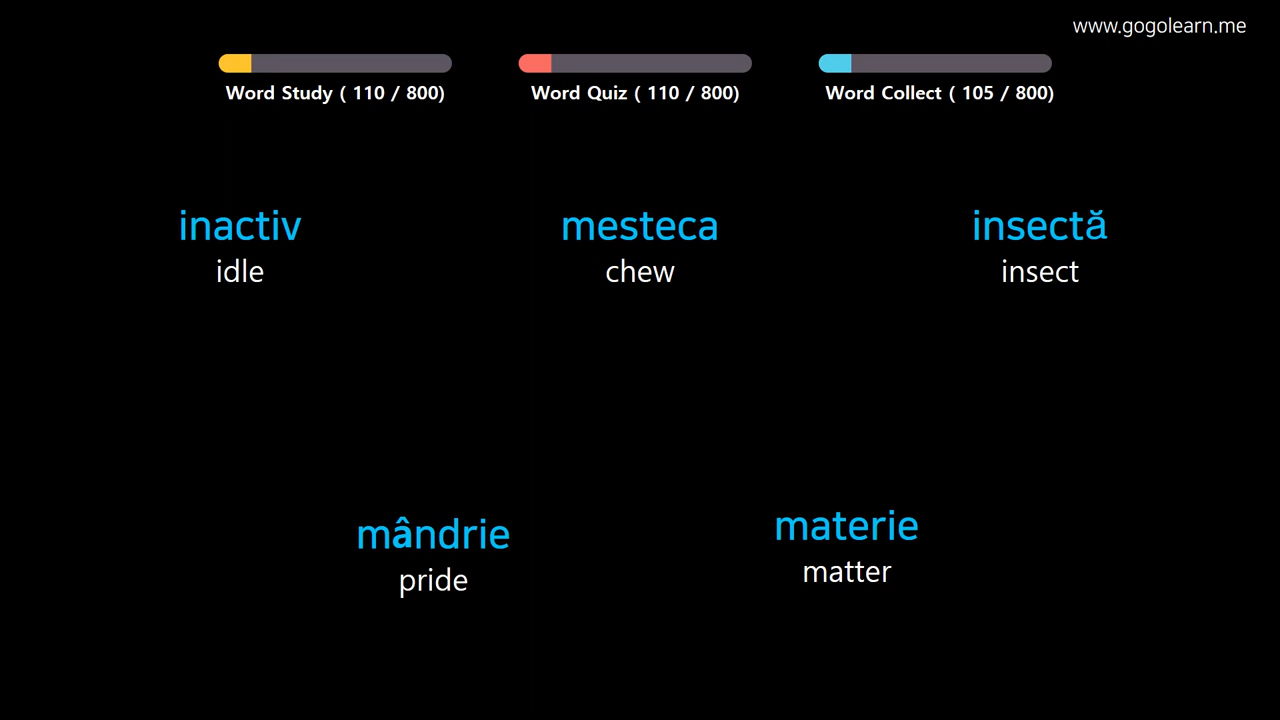 www.gogolearn.me
Word Study ( 110 / 800)
Word Quiz ( 110 / 800)
Word Collect ( 105 / 800)
inactiv
idle
mesteca
chew
insectă
insect
mândrie
pride
materie
matter